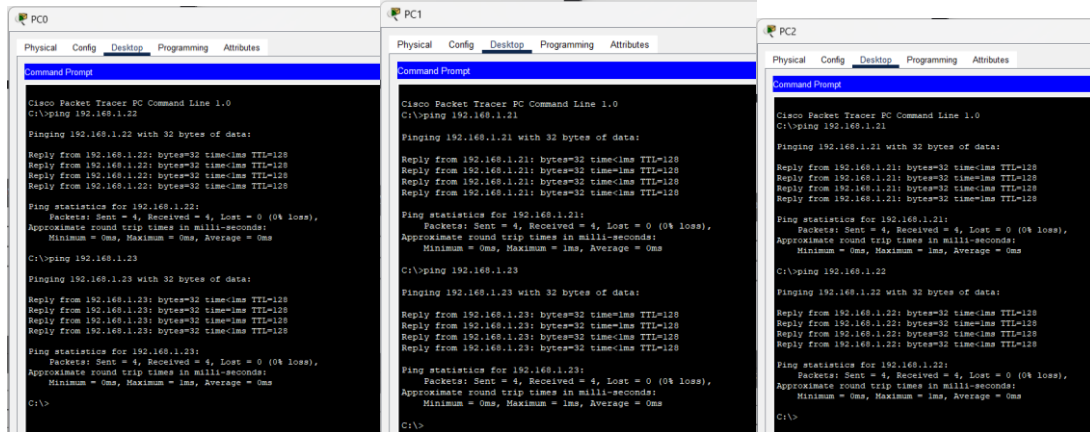 PC0
Physical Config Desktop Programming Attributes
Command Prompt
Cisco Packet Tracer PC Command Line 1.0
C:\>ping 192.168.1.22
Pinging 192.168.1.22 with 32 bytes of data:
Reply from 192.168.1.22: bytes=32 time<1ms TTL=128
Reply from 192.168.1.22: bytes=32 time<1ms TTL=128
Reply from 192.168.1.22: bytes=32 time<1ms TTL=128
Reply from 192.168.1.22: bytes=32 time<1ms TTL=128
Ping statistics for 192.168.1.22:
Packets: Sent = 4, Received = 4, Lost = 0 (0% loss),
Approximate round trip times in milli-seconds:
Minimum = 0ms, Maximum = 0ms, Average = 0ms
C:\>ping 192.168.1.23
Pinging 192.168.1.23 with 32 bytes of data:
Reply from 192.168.1.23: bytes=32 time<1ms TTL=128
Reply from 192.168.1.23: bytes=32 time<1ms TTL=128
Reply from 192.168.1.23: bytes=32 time<1ms TTL=128
Reply from 192.168.1.23: bytes=32 time<1ms TTL=128
Ping statistics for 192.168.1.23:
Packets: Sent = 4, Received = 4, Lost = 0 (0% loss),
Approximate round trip times in milli-seconds:
Minimum = 0ms, Maximum = 1ms, Average = 0ms
C:\>
PC1
Physical Config Desktop Programming Attributes
Command Prompt
Cisco Packet Tracer PC Command Line 1.0
C:\>ping 192.168.1.21
Pinging 192.168.1.21 with 32 bytes of data:
Reply from 192.168.1.21: bytes=32 time<1ms TTL=128
Reply from 192.168.1.21: bytes=32 time=1ms TTL=128
Reply from 192.168.1.21: bytes=32 time<1ms TTL=128
Reply from 192.168.1.21: bytes=32 time<1ms TTL=128
Ping statistics for 192.168.1.21:
Packets: Sent = 4, Received = 4, Lost = 0 (0% loss),
Approximate round trip times in milli-seconds:
Minimum = 0ms, Maximum = 1ms, Average = 0ms
C:\>ping 192.168.1.23
Pinging 192.168.1.23 with 32 bytes of data:
Reply from 192.168.1.23: bytes=32 time=1ms TTL=128
Reply from 192.168.1.23: bytes=32 time=1ms TTL=128
Reply from 192.168.1.23: bytes=32 time<1ms TTL=128
Reply from 192.168.1.23: bytes=32 time<1ms TTL=128
Ping statistics for 192.168.1.23:
Packets: Sent = 4, Received = 4, Lost = 0 (0% loss),
Approximate round trip times in milli-seconds:
Minimum = 0ms, Maximum = 1ms, Average = 0ms
C:\>
PC2
Physical Config Desktop Programming Attributes
Command Prompt
Cisco Packet Tracer PC Command Line 1.0
C:\>ping 192.168.1.21
Pinging 192.168.1.21 with 32 bytes of data:
Reply from 192.168.1.21: bytes=32 time<1ms TTL=128
Reply from 192.168.1.21: bytes=32 time<1ms TTL=128
Reply from 192.168.1.21: bytes=32 time<1ms TTL=128
Reply from 192.168.1.21: bytes=32 time<1ms TTL=128
Ping statistics for 192.168.1.21:
Packets: Sent = 4, Received = 4, Lost = 0 (0% loss),
Approximate round trip times in milli-seconds:
Minimum = 0ms, Maximum = 0ms, Average = 0ms
C:\>ping 192.168.1.22
Pinging 192.168.1.22 with 32 bytes of data:
Reply from 192.168.1.22: bytes=32 time<1ms TTL=128
Reply from 192.168.1.22: bytes=32 time<1ms TTL=128
Reply from 192.168.1.22: bytes=32 time=1ms TTL=128
Reply from 192.168.1.22: bytes=32 time<1ms TTL=128
Ping statistics for 192.168.1.22:
Packets: Sent = 4, Received = 4, Lost = 0 (0% loss),
Approximate round trip times in milli-seconds:
Minimum = 0ms, Maximum = 1ms, Average = 0ms
C:\>